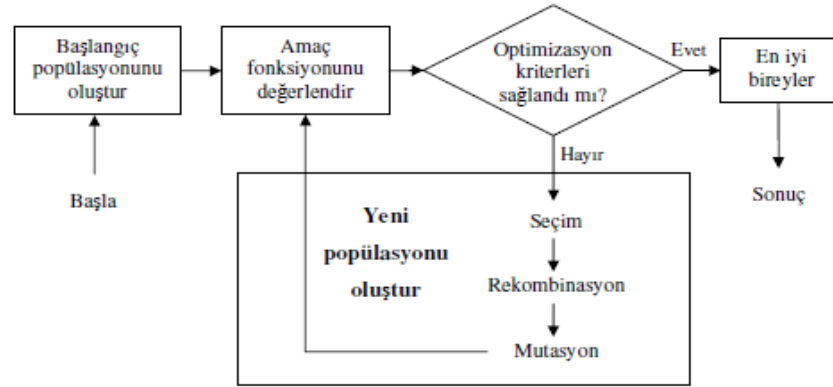 Başlangıç
popülasyonunu
oluştur
Amaç
fonksiyonunu
değerlendir
Optimizasyon
kriterleri
sağlandı mı?
Evet
En iyi
bireyler
Başla
Hayır
Sonuç
Yeni
popülasyonu
oluştur
Seçim
Rekombinasyon
Mutasyon